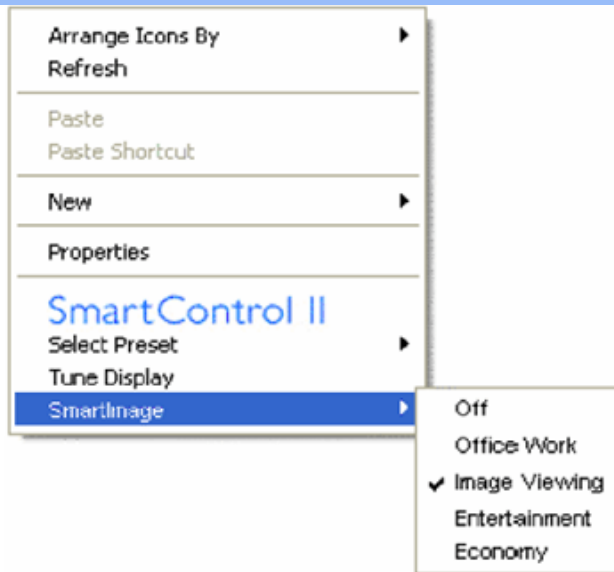 Arrange Icons By
Refresh
Paste
Paste Shortcut
New
Properties
SmartControl II
Select Preset
Tune Display
SmartImage
Off
Office Work
Image Viewing
Entertainment
Economy